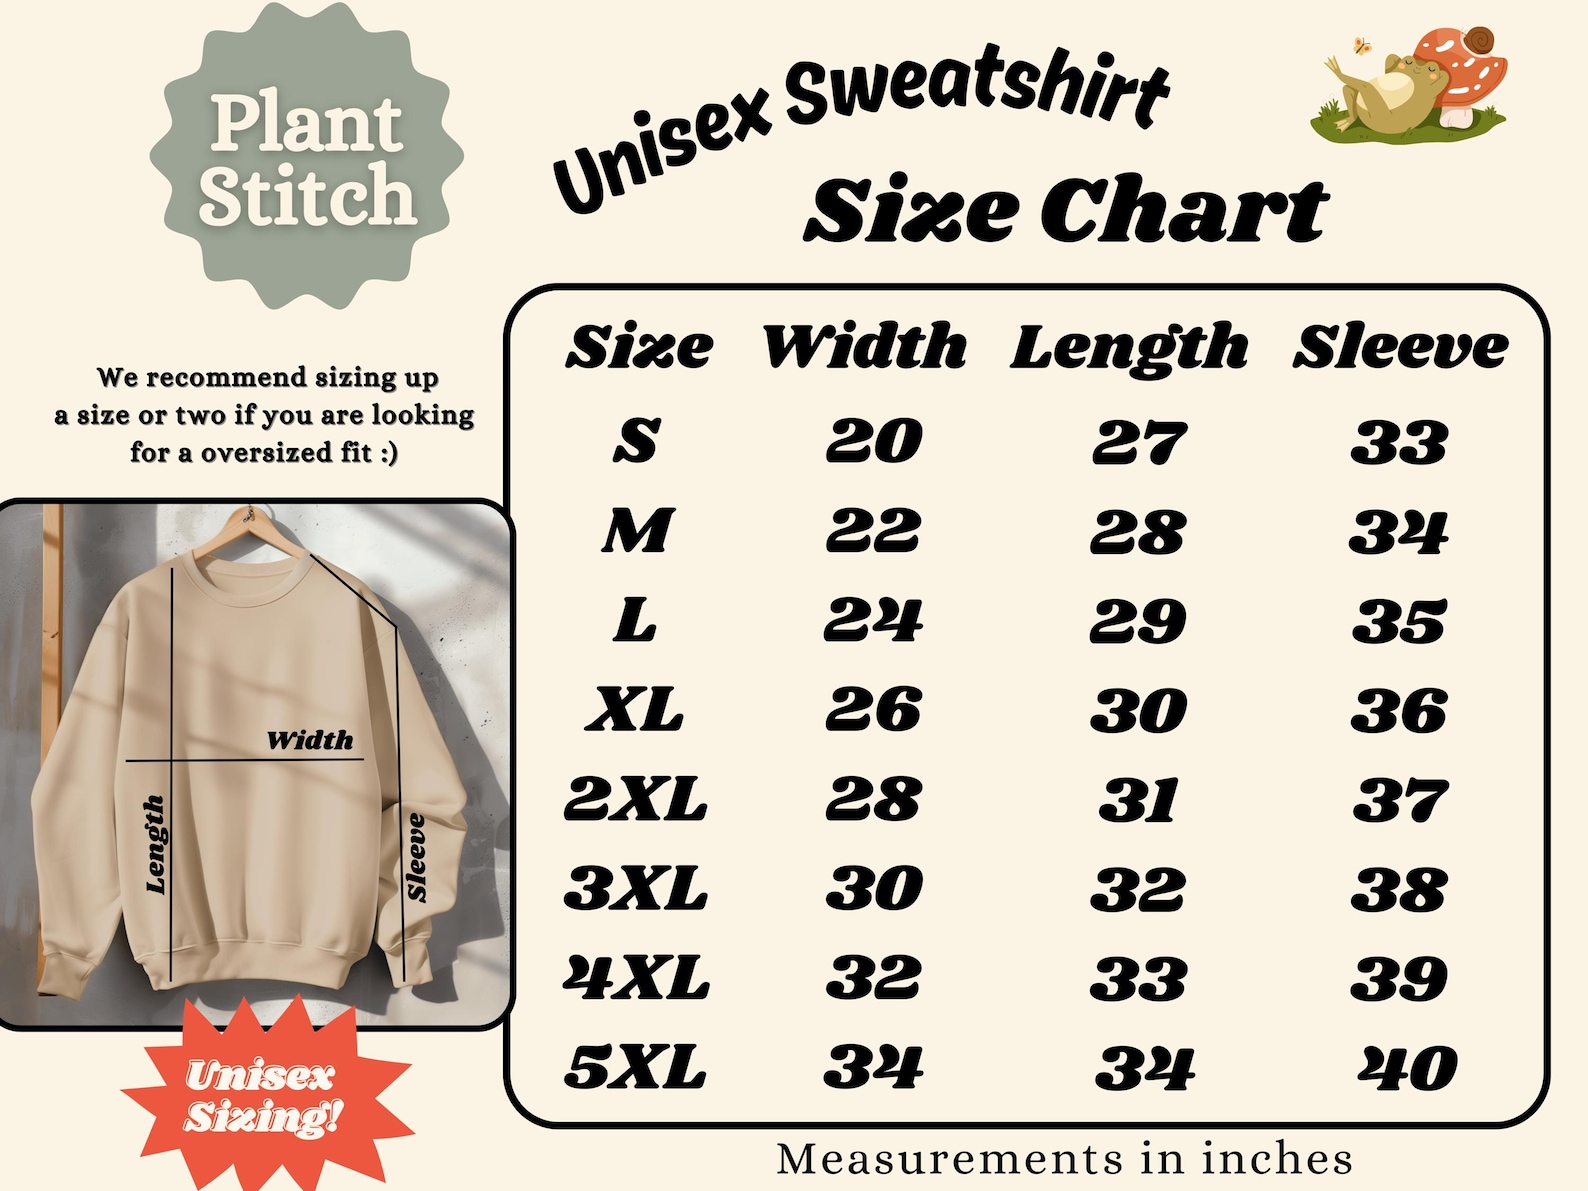 Plant
Stitch
Unisex Sweatshirt
Size Chart
We recommend sizing up
a size or two if you are looking
for a oversized fit :)
Size Width Length Sleeve
S 20 27 33
M 22 28 34
L 24 29 35
XL 26 30 36
2XL 28 31 37
3XL 30 32 38
4XL 32 33 39
5XL 34 34 40
Width
Length
Sleeve
Unisex
Sizing!
Measurements in inches